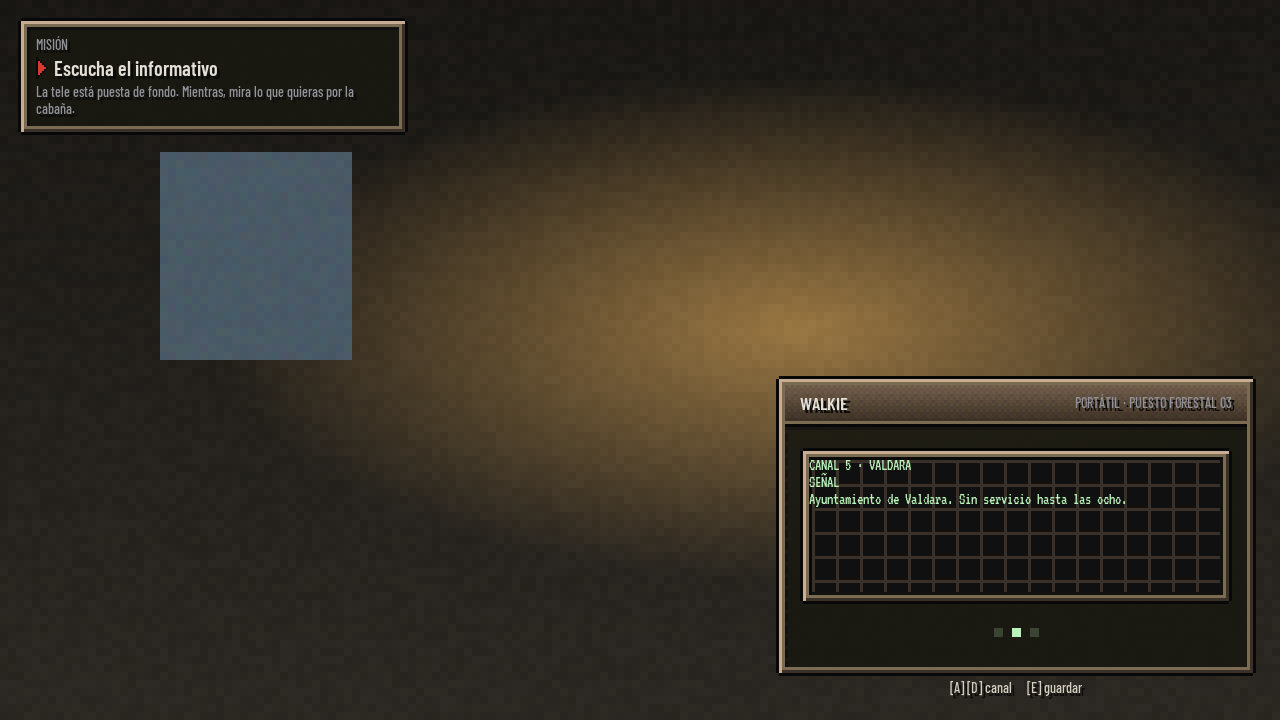 MISIÓN
Escucha el informativo
La tele está puesta de fondo. Mientras, mira lo que quieras por la
cabaña.
WALKIE
PORTÁTIL · PUESTO FORESTAL 03
CANAL 5 · VALDARA
SEÑAL
Ayuntamiento de Valdara. Sin servicio hasta las ocho.
[A][D]canal [E]guardar